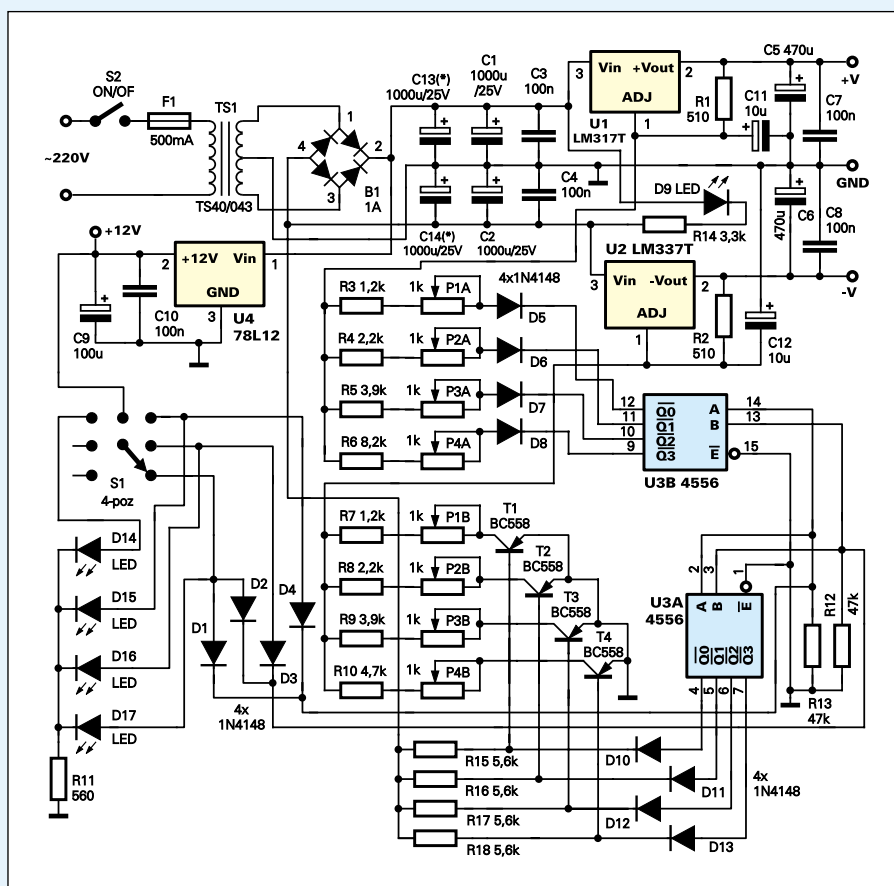 S2
ON/OF
F1
500mA
TS1
~220V
TS40/043
1
4
2
3
B1
1A
C13(*)
1000u/25V
C1
1000u
/25V
C3
100n
3
Vin
+Vout
2
ADJ
1
U1
LM317T
R1
510
C5 470u
C11
10u
C7
100n
+V
GND
C4
100n
C14(*)
1000u/25V
C2
1000u/25V
D9 LED
R14 3,3k
470u
C6
C8
100n
-V
U2 LM337T
3
Vin
-Vout
2
ADJ
1
R2
510
C12
10u
+12V
2
+12V
Vin
1
GND
3
U4
78L12
C9
100u
C10
100n
R3 1,2k
1k
P1A
4x1N4148
D5
R4 2,2k
1k
P2A
D6
R5 3,9k
1k
P3A
D7
R6 8,2k
1k
P4A
D8
12
11
10
9
Q0
Q1
Q2
Q3
A
B
E
14
13
15
U3B 4556
S1
4-poz
D14
LED
D15
LED
D16
LED
D17
LED
R11
560
D1
D2
D3
D4
4x
1N4148
R7 1,2k
1k
P1B
T1
BC558
R8 2,2k
1k
P2B
T2
BC558
R9 3,9k
1k
P3B
T3
BC558
R10 4,7k
1k
P4B
T4
BC558
2
3
1
A
B
E
U3A
4556
Q0
Q1
Q2
Q3
4
5
6
7
R12
47k
R13
47k
R15 5,6k
D10
R16 5,6k
D11
R17 5,6k
D12
R18 5,6k
D13
4x
1N4148